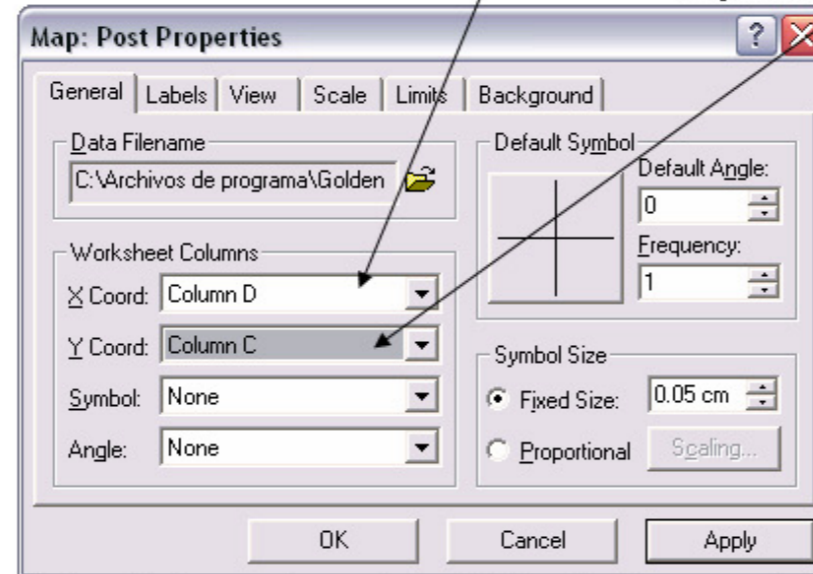 Map: Post Properties
General Labels View Scale Limits Background
Data Filename
C:\Archivos de programa\Golden
Worksheet Columns
X Coord: Column D
Y Coord: Column C
Symbol: None
Angle: None
Default Symbol
Default Angle:
0
Frequency:
1
Symbol Size
Fixed Size: 0.05 cm
Proportional Scaling...
OK Cancel Apply